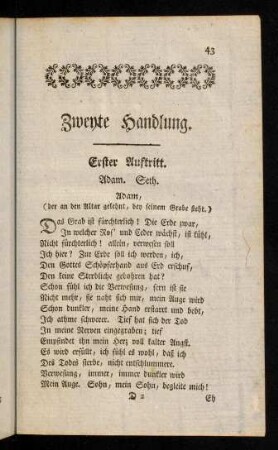 43
Zweyte Handlung.
Erster Auftritt.
Adam. Seth.
Adam,
(der an den Altar gelehnt, bey seinem Grabe steht.)
Das Grab ist fürchterlich! Die Erde zwar,
In welcher Ros' und Ceder wächst, ist kühl,
Nicht fürchterlich! allein, verwesen soll
Ich hier! Zur Erde soll ich werden, ich,
Den Gottes Schöpferhand aus Erd erschuf,
Den keine Sterbliche gebohren hat?
Schon fühl ich die Verwesung, fern ist sie
Nicht mehr, sie naht sich mir, mein Auge wird
Schon dunkler, meine Hand erstarrt und bebt,
Ich athme schwerer. Tief hat sich der Tod
In meine Nerven eingegraben; tief
Empfindet ihn mein Herz voll kalter Angst.
Es wird erfüllt, ich fühl es wohl, daß ich
Des Todes sterbe, nicht entschlummere.
Verwesung, immer, immer dunkler wird
Mein Auge. Sohn, mein Sohn, begleite mich!
D 2 Eh